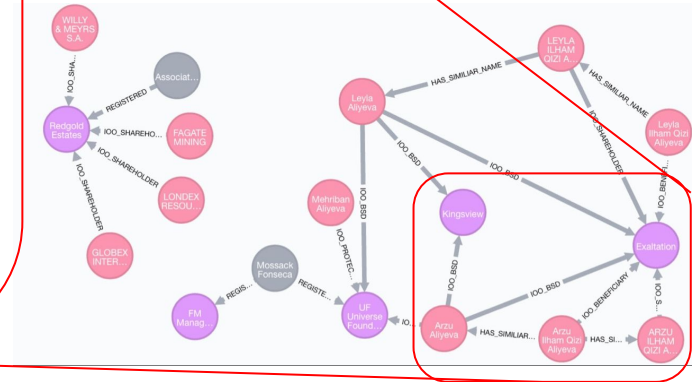 WILLY
& MEYRS
S.A.
IOO_SHA...
Associat...
REGISTERED
Redgold
Estates
IOO_SHAREHO...
FAGATE
MINING
IOO_SHAREHOLDER
LONDEX
RESOU...
IOO_SHAREHOLDER
GLOBEX
INTER...
LEYLA
ILHAM
QIZI A...
HAS_SIMILIAR_NAME
Leyla
Aliyeva
HAS_SIMILIAR_NAME
Leyla
Ilham Qizi
Aliyeva
IOO_SHAREHOLDER
IOO_BENEFI...
IOO_BSD
IOO_BSD
IOO_BSD
Mehriban
Aliyeva
IOO_PROTEC...
Kingsview
Exaltation
Mossack
Fonseca
REGIS...
REGISTE...
FM
Manag...
UF
Universe
Found...
IO...
IOO_BSD
IOO_BSD
IOO_BENEFICIARY
IOO_S...
Arzu
Aliyeva
HAS_SIMILIAR...
Arzu
Ilham Qizi
Aliyeva
HAS_SI...
ARZU
ILHAM
QIZI A...